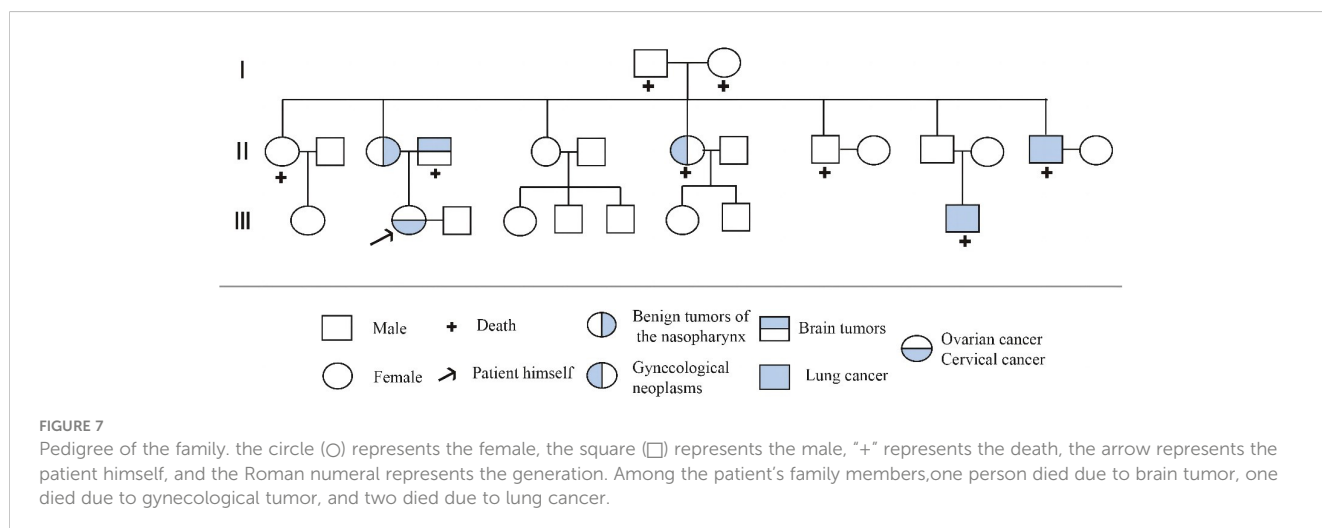 I
II
III
Male
Death
Benign tumors of
the nasopharynx
Brain tumors
Ovarian cancer
Cervical cancer
Female
Patient himself
Gynecological
neoplasms
Lung cancer
FIGURE 7
Pedigree of the family. the circle (○) represents the female, the square (□) represents the male, “+” represents the death, the arrow represents the
patient himself, and the Roman numeral represents the generation. Among the patient’s family members,one person died due to brain tumor, one
died due to gynecological tumor, and two died due to lung cancer.